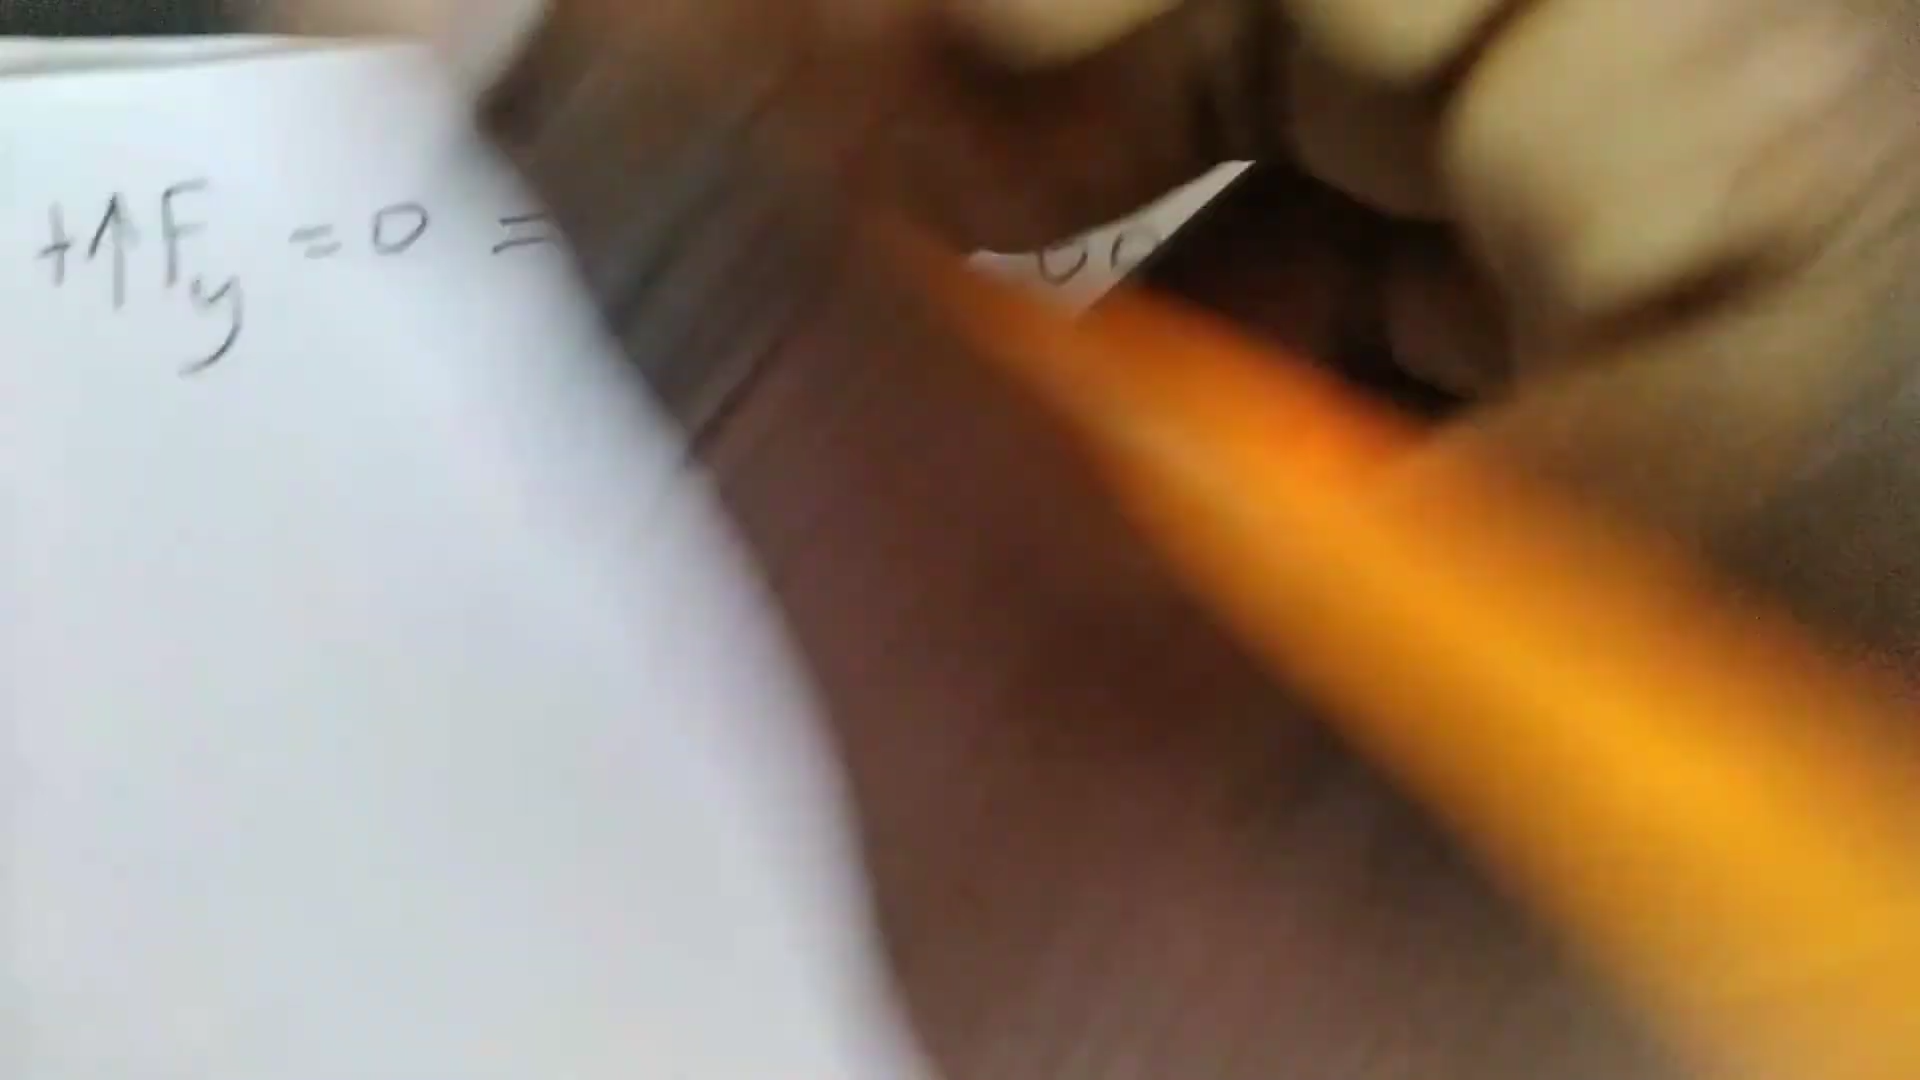 +↑Fy = 0 =